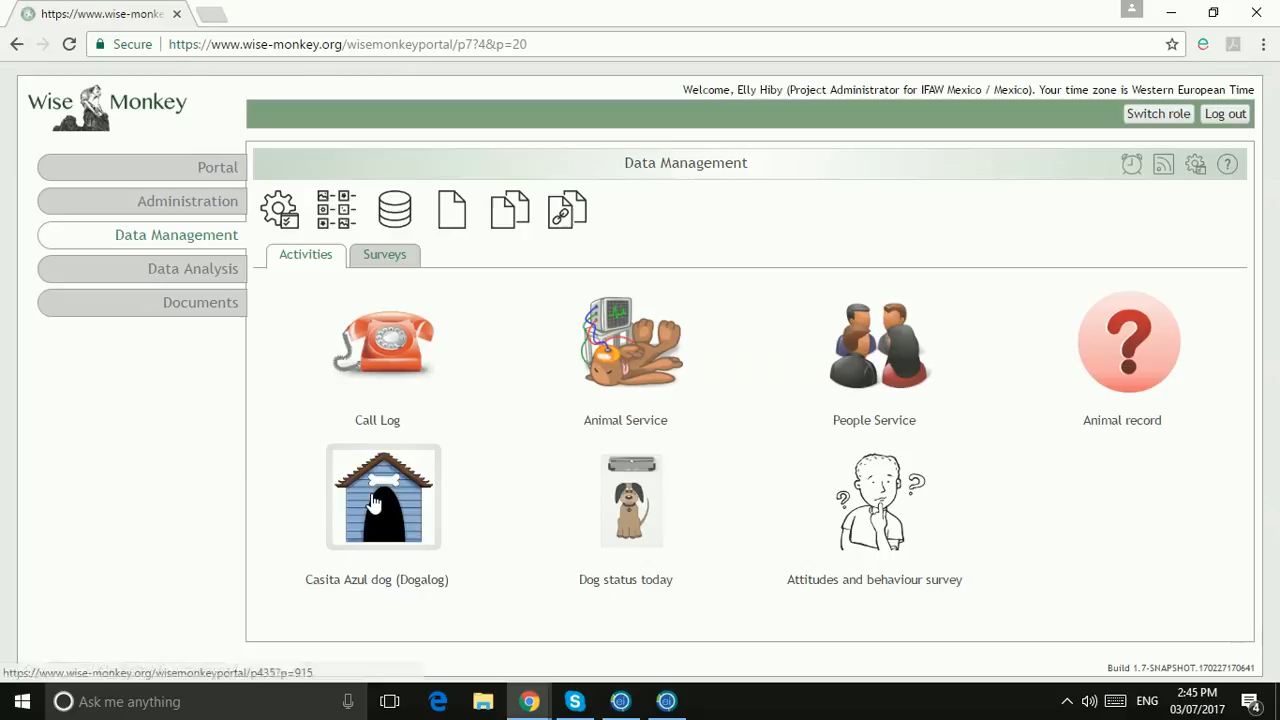 https://www.wise-monke
Secure
https://www.wise-monkey.org/wisemonkeyportal/p7?4&p=20
Wise Monkey
Welcome, Elly Hiby (Project Administrator for IFAW Mexico / Mexico). Your time zone is Western European Time
Switch role
Log out
Portal
Administration
Data Management
Data Analysis
Documents
Data Management
Activities
Surveys
Call Log
Animal Service
People Service
Animal record
Casita Azul dog (Dogalog)
Dog status today
Attitudes and behaviour survey
https://www.wise-monkey.org/wisemonkeyportal/p435?p=915
Build 1.7-SNAPSHOT.170227170641
Ask me anything
ENG
2:45 PM
03/07/2017
4